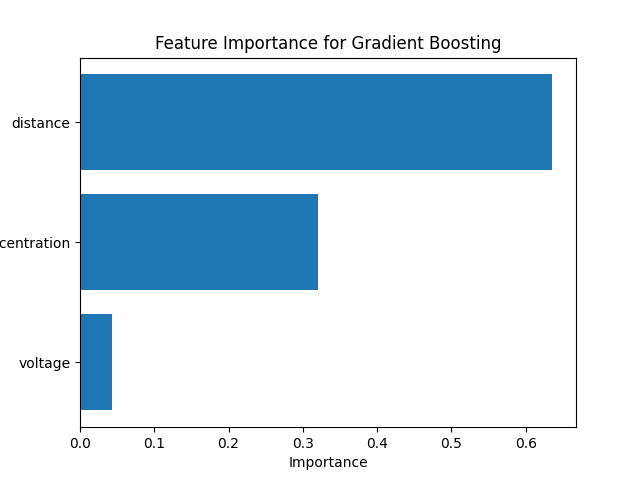 Feature Importance for Gradient Boosting
distance
centration
voltage
0.0 0.1 0.2 0.3 0.4 0.5 0.6
Importance